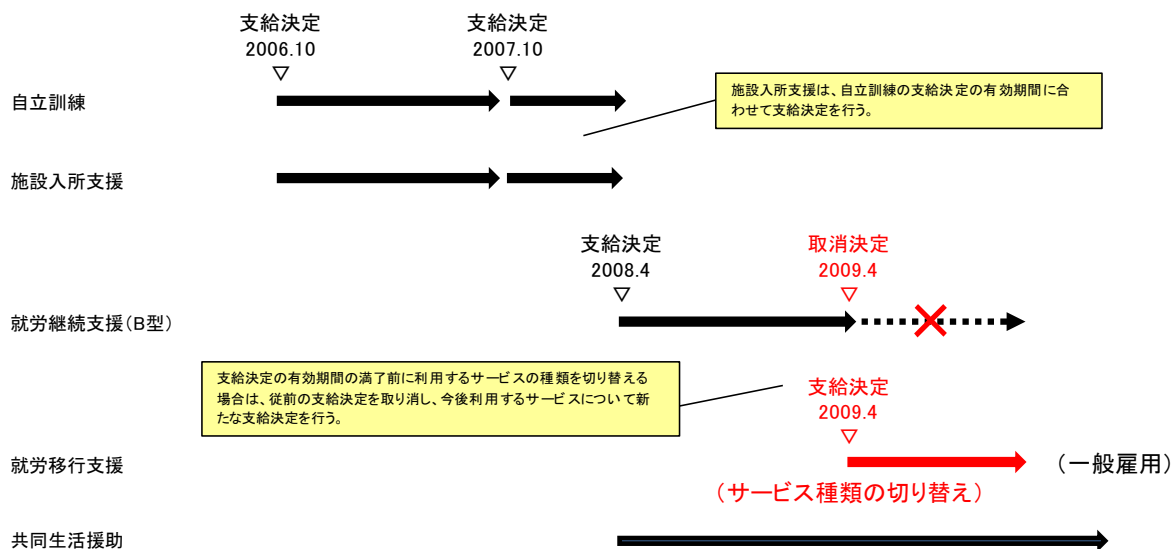 支給決定
2006.10
▽
支給決定
2007.10
▽
自立訓練
施設入所支援は、自立訓練の支給決定の有効期間に合
わせて支給決定を行う。
施設入所支援
支給決定
2008.4
▽
取消決定
2009.4
▽
就労継続支援(B型)
支給決定の有効期間の満了前に利用するサービスの種類を切り替える
場合は、従前の支給決定を取り消し、今後利用するサービスについて新
たな支給決定を行う。
支給決定
2009.4
▽
就労移行支援
(一般雇用)
(サービス種類の切り替え)
共同生活援助